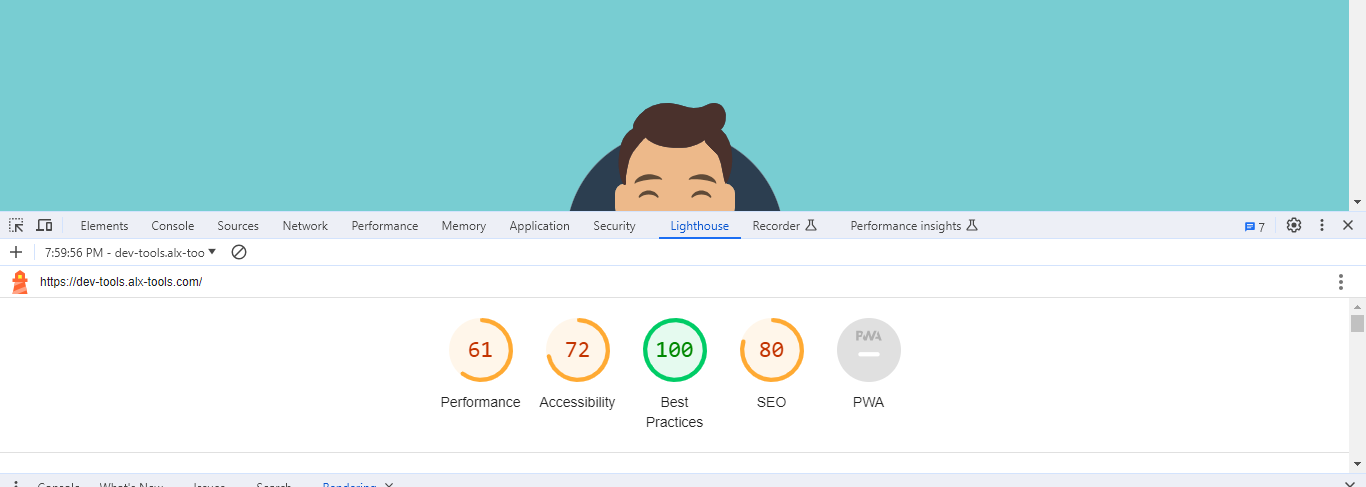 Elements Console Sources Network Performance Memory Application Security Lighthouse Recorder Performance insights 7
7:59:56 PM - dev-tools.alx-too
https://dev-tools.alx-tools.com/
61 72 100 80 PWA
Performance Accessibility Best Practices SEO PWA
Console What's New Issues Search Rendering